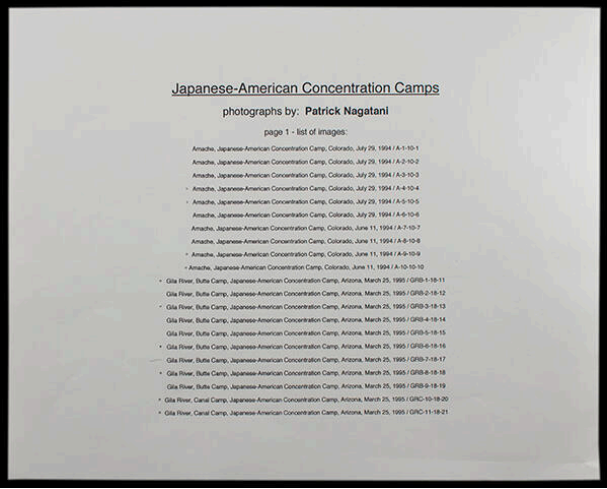 Japanese-American Concentration Camps
photographs by: Patrick Nagatani
page 1 - list of images:
Amache, Japanese-American Concentration Camp, Colorado, July 29, 1994 / A-1-10-1
Amache, Japanese-American Concentration Camp, Colorado, July 29, 1994 / A-2-10-2
Amache, Japanese-American Concentration Camp, Colorado, July 29, 1994 / A-3-10-3
Amache, Japanese-American Concentration Camp, Colorado, July 29, 1994 / A-4-10-4
Amache, Japanese-American Concentration Camp, Colorado, July 29, 1994 / A-5-10-5
Amache, Japanese-American Concentration Camp, Colorado, July 29, 1994 / A-6-10-6
Amache, Japanese-American Concentration Camp, Colorado, June 11, 1994 / A-7-10-7
Amache, Japanese-American Concentration Camp, Colorado, June 11, 1994 / A-8-10-8
Amache, Japanese-American Concentration Camp, Colorado, June 11, 1994 / A-9-10-9
Amache, Japanese-American Concentration Camp, Colorado, June 11, 1994 / A-10-10-10
Gila River, Butte Camp, Japanese-American Concentration Camp, Arizona, March 25, 1995 / GRB-1-18-11
Gila River, Butte Camp, Japanese-American Concentration Camp, Arizona, March 25, 1995 / GRB-2-18-12
Gila River, Butte Camp, Japanese-American Concentration Camp, Arizona, March 25, 1995 / GRB-3-18-13
Gila River, Butte Camp, Japanese-American Concentration Camp, Arizona, March 25, 1995 / GRB-4-18-14
Gila River, Butte Camp, Japanese-American Concentration Camp, Arizona, March 25, 1995 / GRB-5-18-15
Gila River, Butte Camp, Japanese-American Concentration Camp, Arizona, March 25, 1995 / GRB-6-18-16
Gila River, Butte Camp, Japanese-American Concentration Camp, Arizona, March 25, 1995 / GRB-7-18-17
Gila River, Butte Camp, Japanese-American Concentration Camp, Arizona, March 25, 1995 / GRB-8-18-18
Gila River, Butte Camp, Japanese-American Concentration Camp, Arizona, March 25, 1995 / GRB-9-18-19
Gila River, Canal Camp, Japanese-American Concentration Camp, Arizona, March 25, 1995 / GRC-10-18-20
Gila River, Canal Camp, Japanese-American Concentration Camp, Arizona, March 25, 1995 / GRC-11-18-21